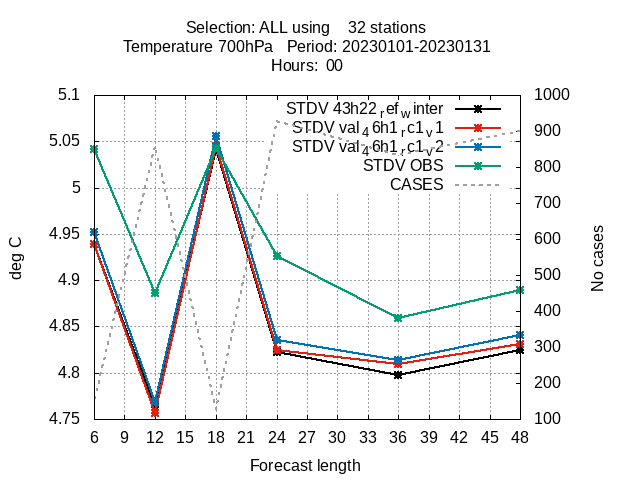 Selection: ALL using 32 stations
Temperature 700hPa Period: 20230101-20230131
Hours: 00
STDV 43h22refwinter
STDV val46h1rc1v1
STDV val46h1rc1v2
STDV OBS
CASES
5.1
5.05
5
4.95
4.9
4.85
4.8
4.75
deg C
1000
900
800
700
600
500
400
300
200
100
No cases
6 9 12 15 18 21 24 27 30 33 36 39 42 45 48
Forecast length